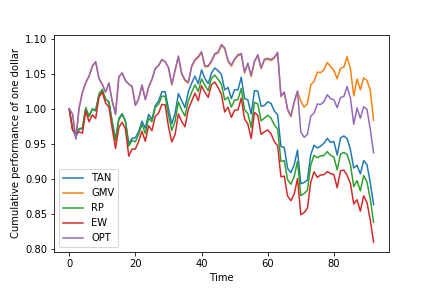 Cumulative performance of one dollar
1.10
1.05
1.00
0.95
0.90
0.85
0.80
TAN
GMV
RP
EW
OPT
0 20 40 60 80
Time